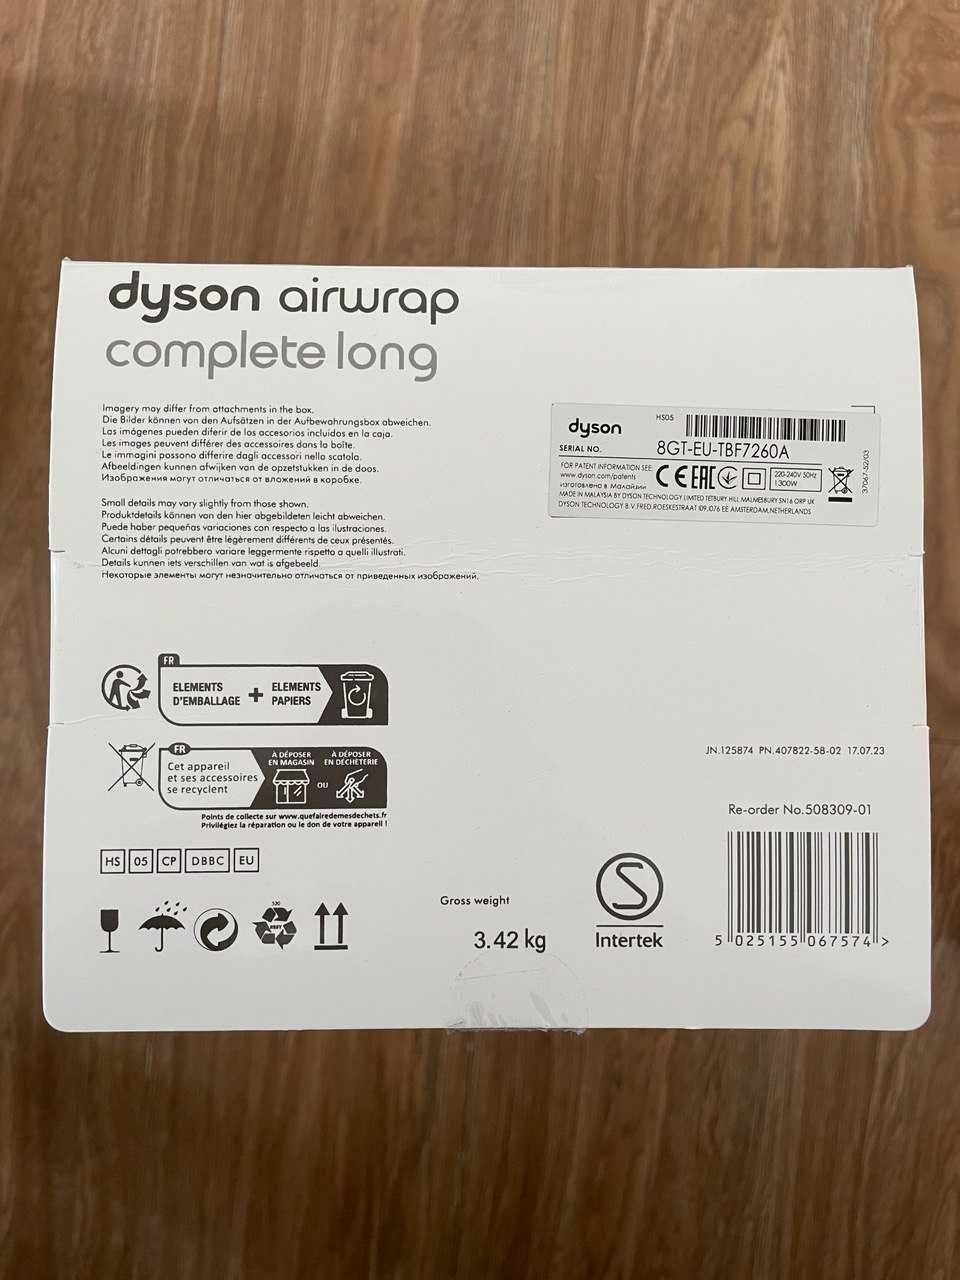 dyson airwrap
complete long
Imagery may differ from attachments in the box.
Die Bilder können von den Aufsätzen in der Aufbewahrungsbox abweichen.
Las imágenes pueden diferir de los accesorios incluidos en la caja.
Les images peuvent différer des accessoires dans la boîte.
Le immagini possono differire dagli accessori nella scatola.
Afbeeldingen kunnen afwijken van de opzetstukken in de doos.
Изображения могут отличаться от вложений в коробке.
Small details may vary slightly from those shown.
Produktdetails können von den hier abgebildeten leicht abweichen.
Puede haber pequeñas variaciones con respecto a las ilustraciones.
Certains détails peuvent être légèrement différents de ceux présentés.
Alcuni dettagli potrebbero variare leggermente rispetto a quelli illustrati.
Details kunnen iets verschillen van wat is afgebeeld.
Некоторые элементы могут незначительно отличаться от приведенных изображений.
dyson
HS05
SERIAL NO. 8GT-EU-TBF7260A
FOR PATENT INFORMATION SEE:
www.dyson.com/patents
изготовлено в Малайзии
CE EAC
220-240V 50Hz
1300W
MADE IN MALAYSIA BY DYSON TECHNOLOGY LIMITED TETBURY HILL MALMESBURY SN16 0RP UK
DYSON TECHNOLOGY B.V. FRED.ROESKESTRAAT 109,1076 EE AMSTERDAM,NETHERLANDS
37067-52/03
FR
ELEMENTS
D'EMBALLAGE + ELEMENTS
PAPIERS
FR
Cet appareil
et ses accessoires
se recyclent
À DÉPOSER
EN MAGASIN
OU
À DÉPOSER
EN DÉCHÈTERIE
Points de collecte sur www.quefairedemesdechets.fr
Privilégiez la réparation ou le don de votre appareil !
HS 05 CP DBBC EU
JN.125874 PN.407822-58-02 17.07.23
Re-order No.508309-01
5 025155 067574 >
S
Intertek
Gross weight
3.42 kg